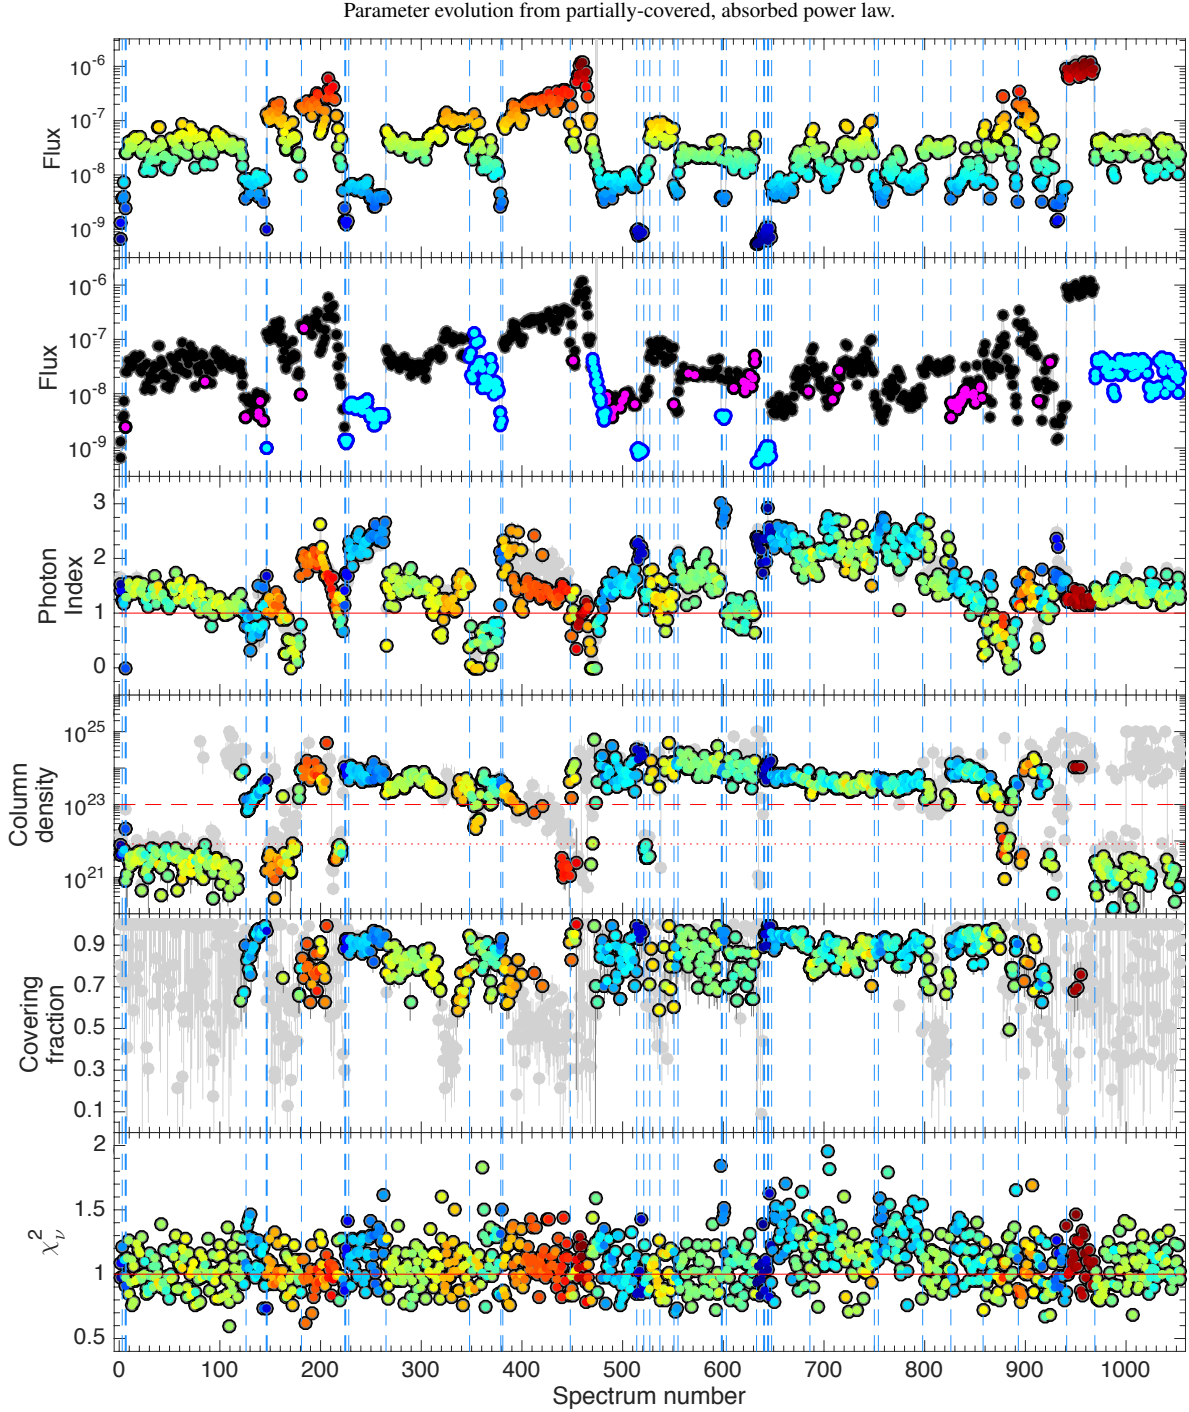 Parameter evolution from partially-covered, absorbed power law.
Flux
10^-6
10^-7
10^-8
10^-9
Flux
10^-6
10^-7
10^-8
10^-9
Photon
Index
3
2
1
0
Column
density
10^25
10^23
10^21
Covering
fraction
0.9
0.7
0.5
0.3
0.1
χ_ν^2
2
1.5
1
0.5
0 100 200 300 400 500 600 700 800 900 1000
Spectrum number